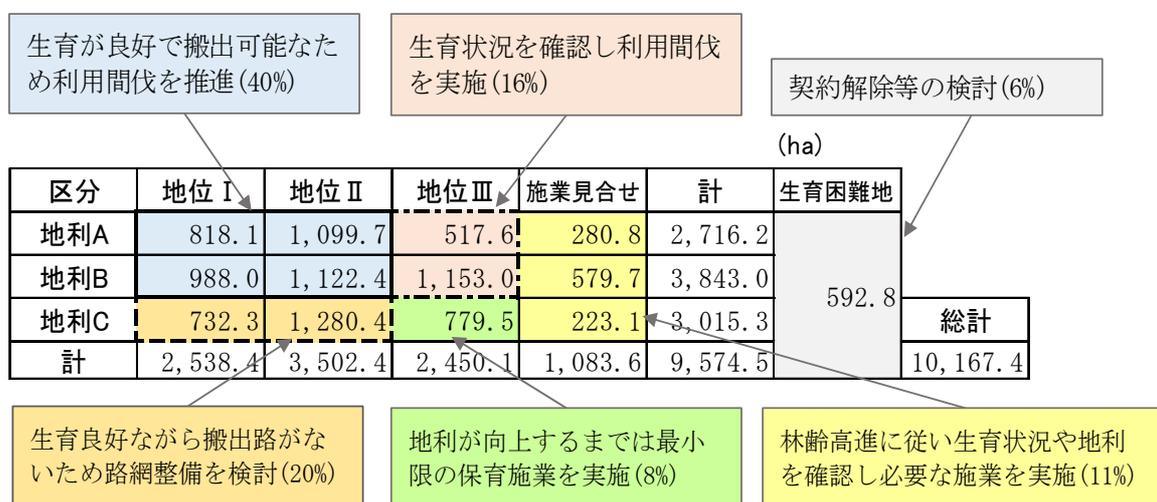 生育が良好で搬出可能なた
め利用間伐を推進(40%)
生育状況を確認し利用間伐
を実施(16%)
契約解除等の検討(6%)
(ha)
区分 地位Ⅰ 地位Ⅱ 地位Ⅲ 施業見合せ 計 生育困難地
地利A 818.1 1,099.7 517.6 280.8 2,716.2
地利B 988.0 1,122.4 1,153.0 579.7 3,843.0
592.8
地利C 732.3 1,280.4 779.5 223.1 3,015.3 総計
計 2,538.4 3,502.4 2,450.1 1,083.6 9,574.5 10,167.4
生育良好ながら搬出路がな
いため路網整備を検討(20%)
地利が向上するまでは最小
限の保育施業を実施(8%)
林齢高進に従い生育状況や地利
を確認し必要な施業を実施(11%)